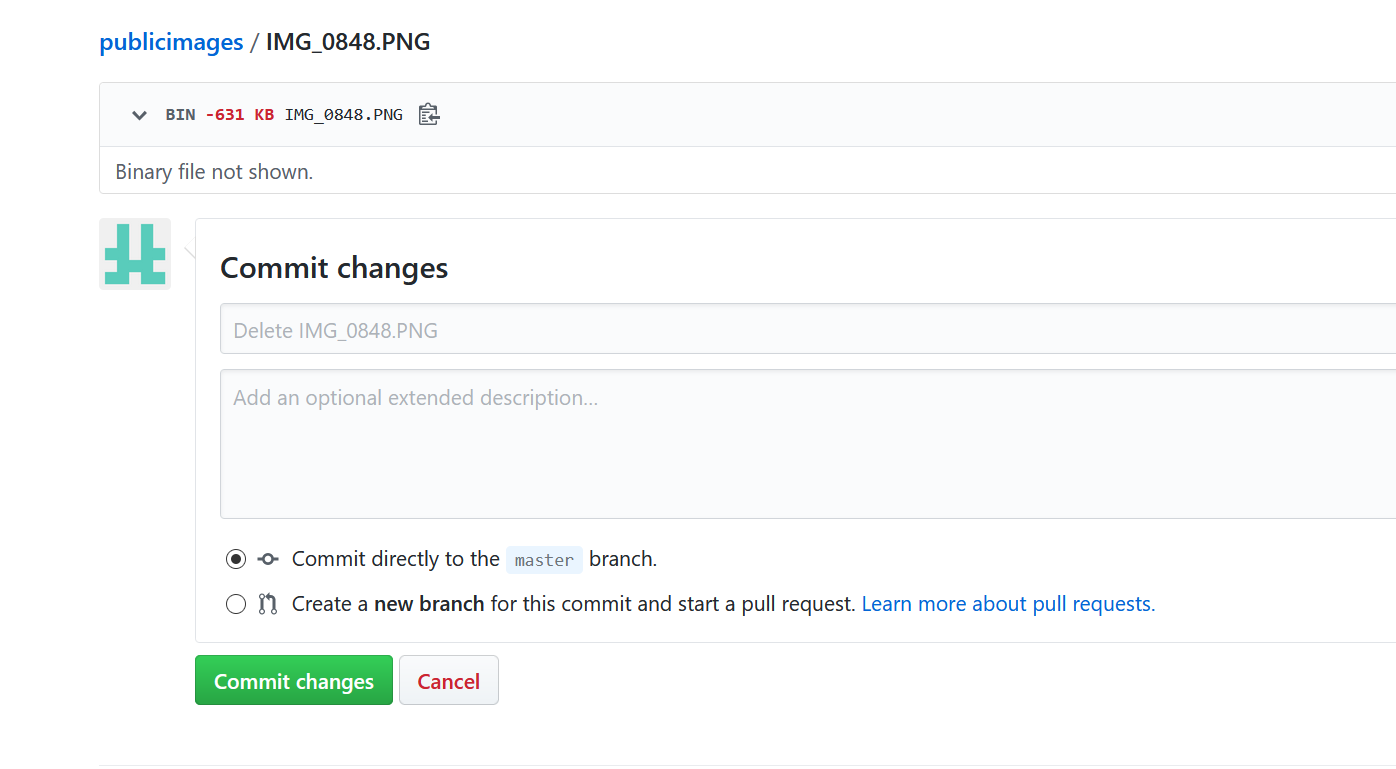 publicimages / IMG_0848.PNG
BIN -631 KB IMG_0848.PNG
Binary file not shown.
Commit changes
Delete IMG_0848.PNG
Add an optional extended description...
Commit directly to the master branch.
Create a new branch for this commit and start a pull request. Learn more about pull requests.
Commit changes Cancel